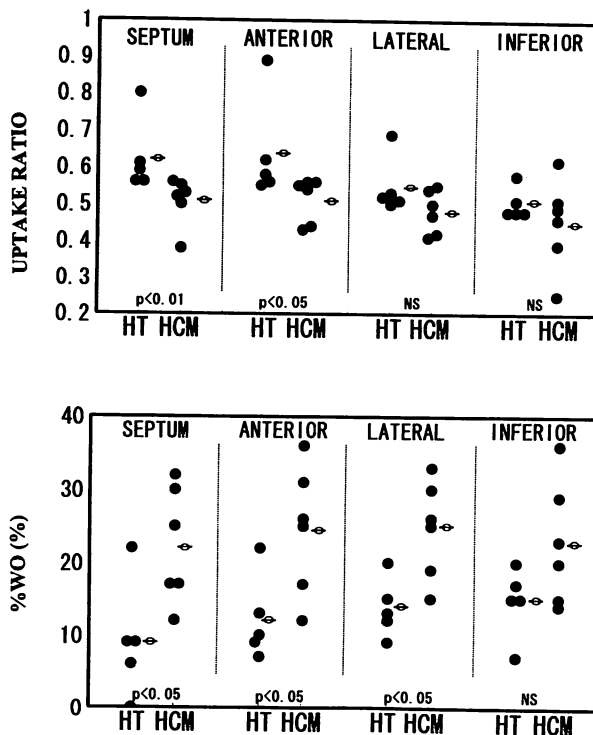 1
SEPTUM ANTERIOR LATERAL INFERIOR
0.9
0.8
0.7
0.6
0.5
0.4
0.3
0.2
UPTAKE RATIO
p<0.01 p<0.05 NS NS
HT HCM HT HCM HT HCM HT HCM
40
SEPTUM ANTERIOR LATERAL INFERIOR
30
20
10
0
%WO (%)
p<0.05 p<0.05 p<0.05 NS
HT HCM HT HCM HT HCM HT HCM